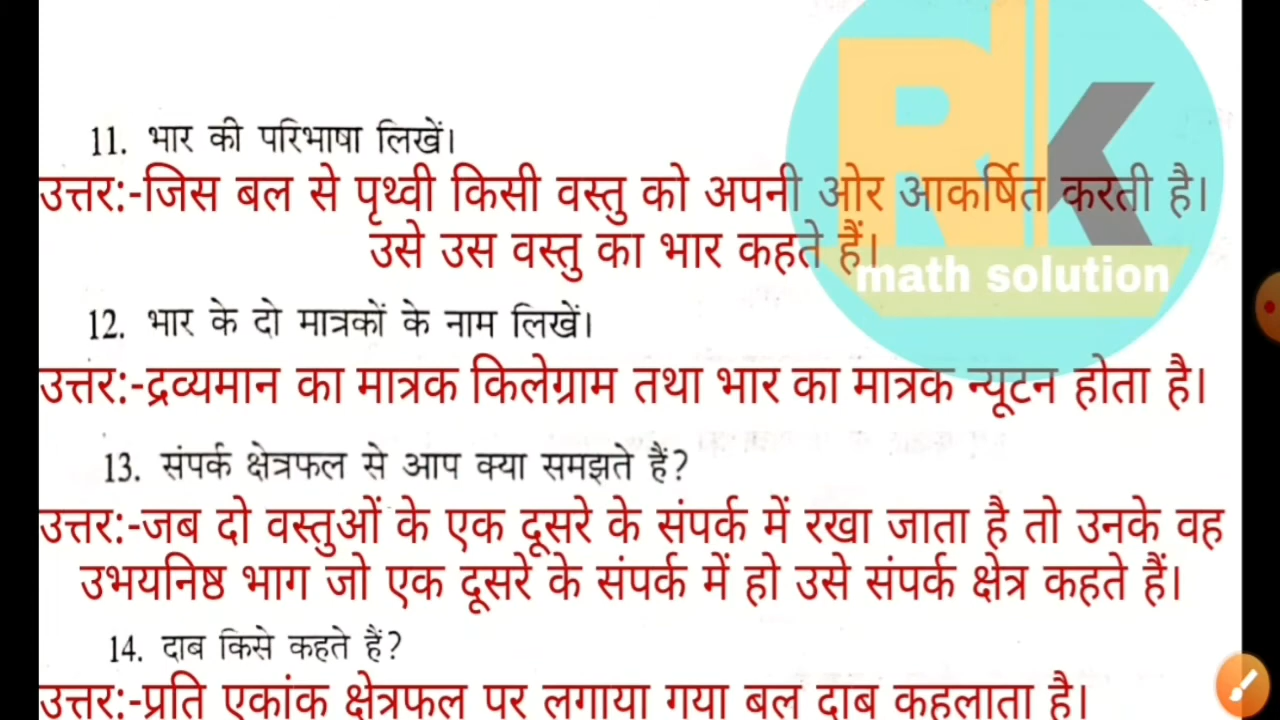 11. भार की परिभाषा लिखें।
उत्तर:-जिस बल से पृथ्वी किसी वस्तु को अपनी ओर आकर्षित करती है।
उसे उस वस्तु का भार कहते हैं।
math solution
12. भार के दो मात्रकों के नाम लिखें।
उत्तर:-द्रव्यमान का मात्रक किलेग्राम तथा भार का मात्रक न्यूटन होता है।
13. संपर्क क्षेत्रफल से आप क्या समझते हैं?
उत्तर:-जब दो वस्तुओं के एक दूसरे के संपर्क में रखा जाता है तो उनके वह
उभयनिष्ठ भाग जो एक दूसरे के संपर्क में हो उसे संपर्क क्षेत्र कहते हैं।
14. दाब किसे कहते हैं?
उत्तर:-प्रति एकांक क्षेत्रफल पर लगाया गया बल दाब कहलाता है।